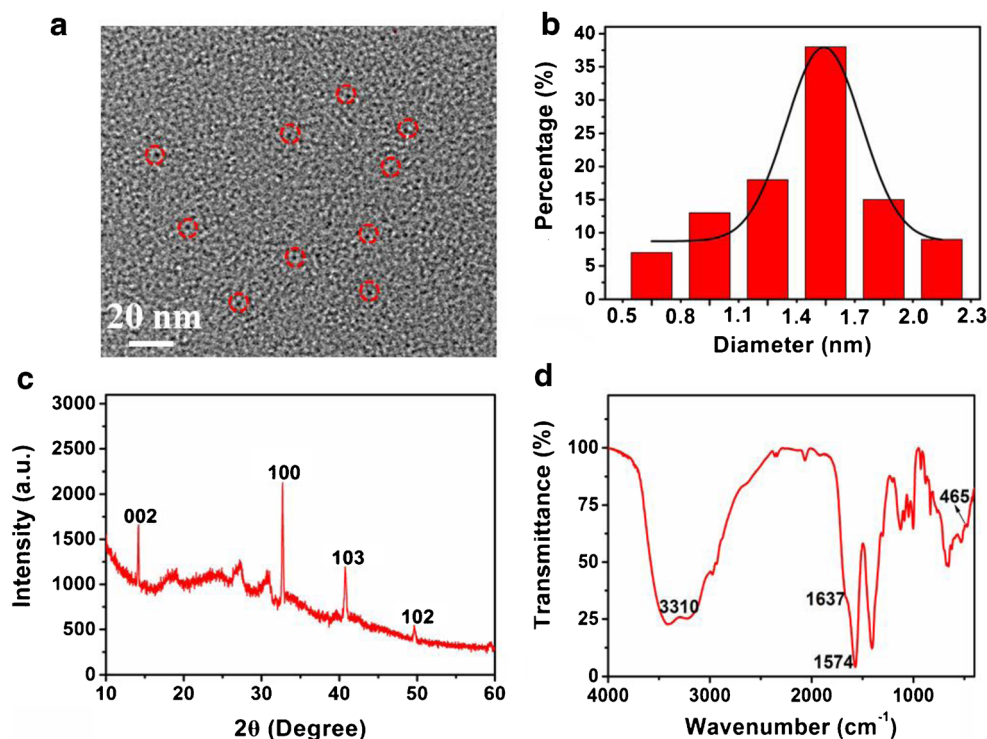 a
20 nm
b
40
35
30
25
20
15
10
5
0
Percentage (%)
0.5 0.8 1.1 1.4 1.7 2.0 2.3
Diameter (nm)
c
3000
2500
2000
1500
1000
500
0
Intensity (a.u.)
002
100
103
102
10 20 30 40 50 60
2θ (Degree)
d
100
75
50
25
0
Transmittance (%)
3310
1637
1574
465
4000 3000 2000 1000
Wavenumber (cm⁻¹)